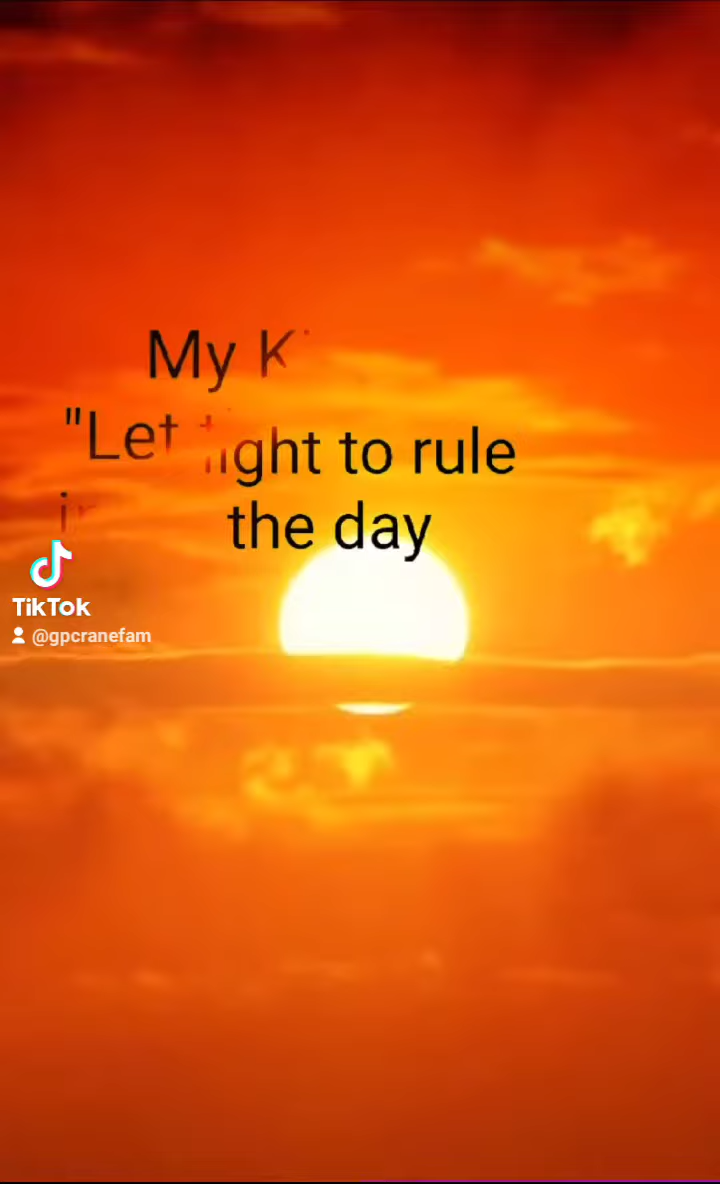 My K
"Let
ight to rule
the day
TikTok
@gpcranefam